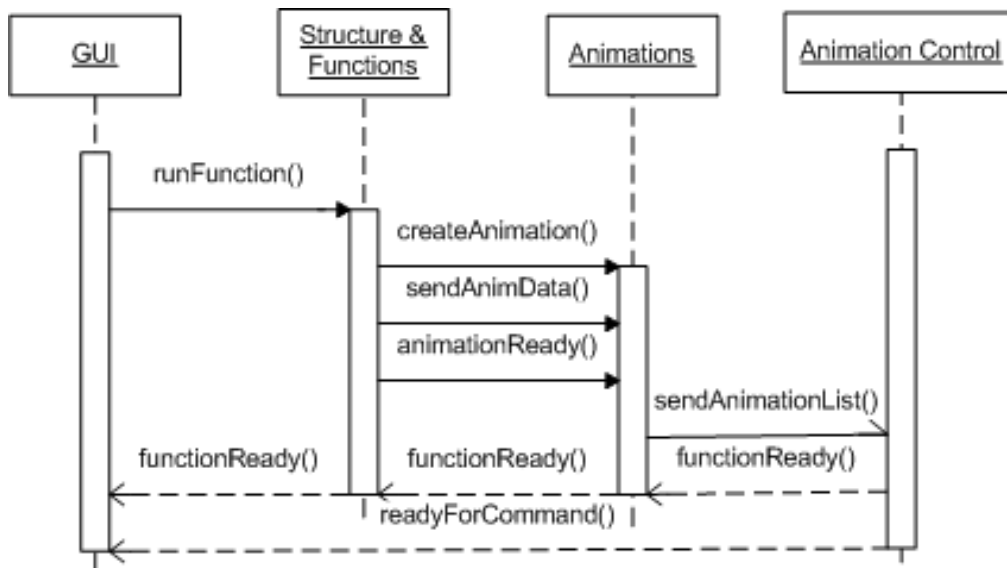 GUI
Structure &
Functions
Animations
Animation Control
runFunction()
createAnimation()
sendAnimData()
animationReady()
sendAnimationList()
functionReady()
functionReady()
functionReady()
readyForCommand()